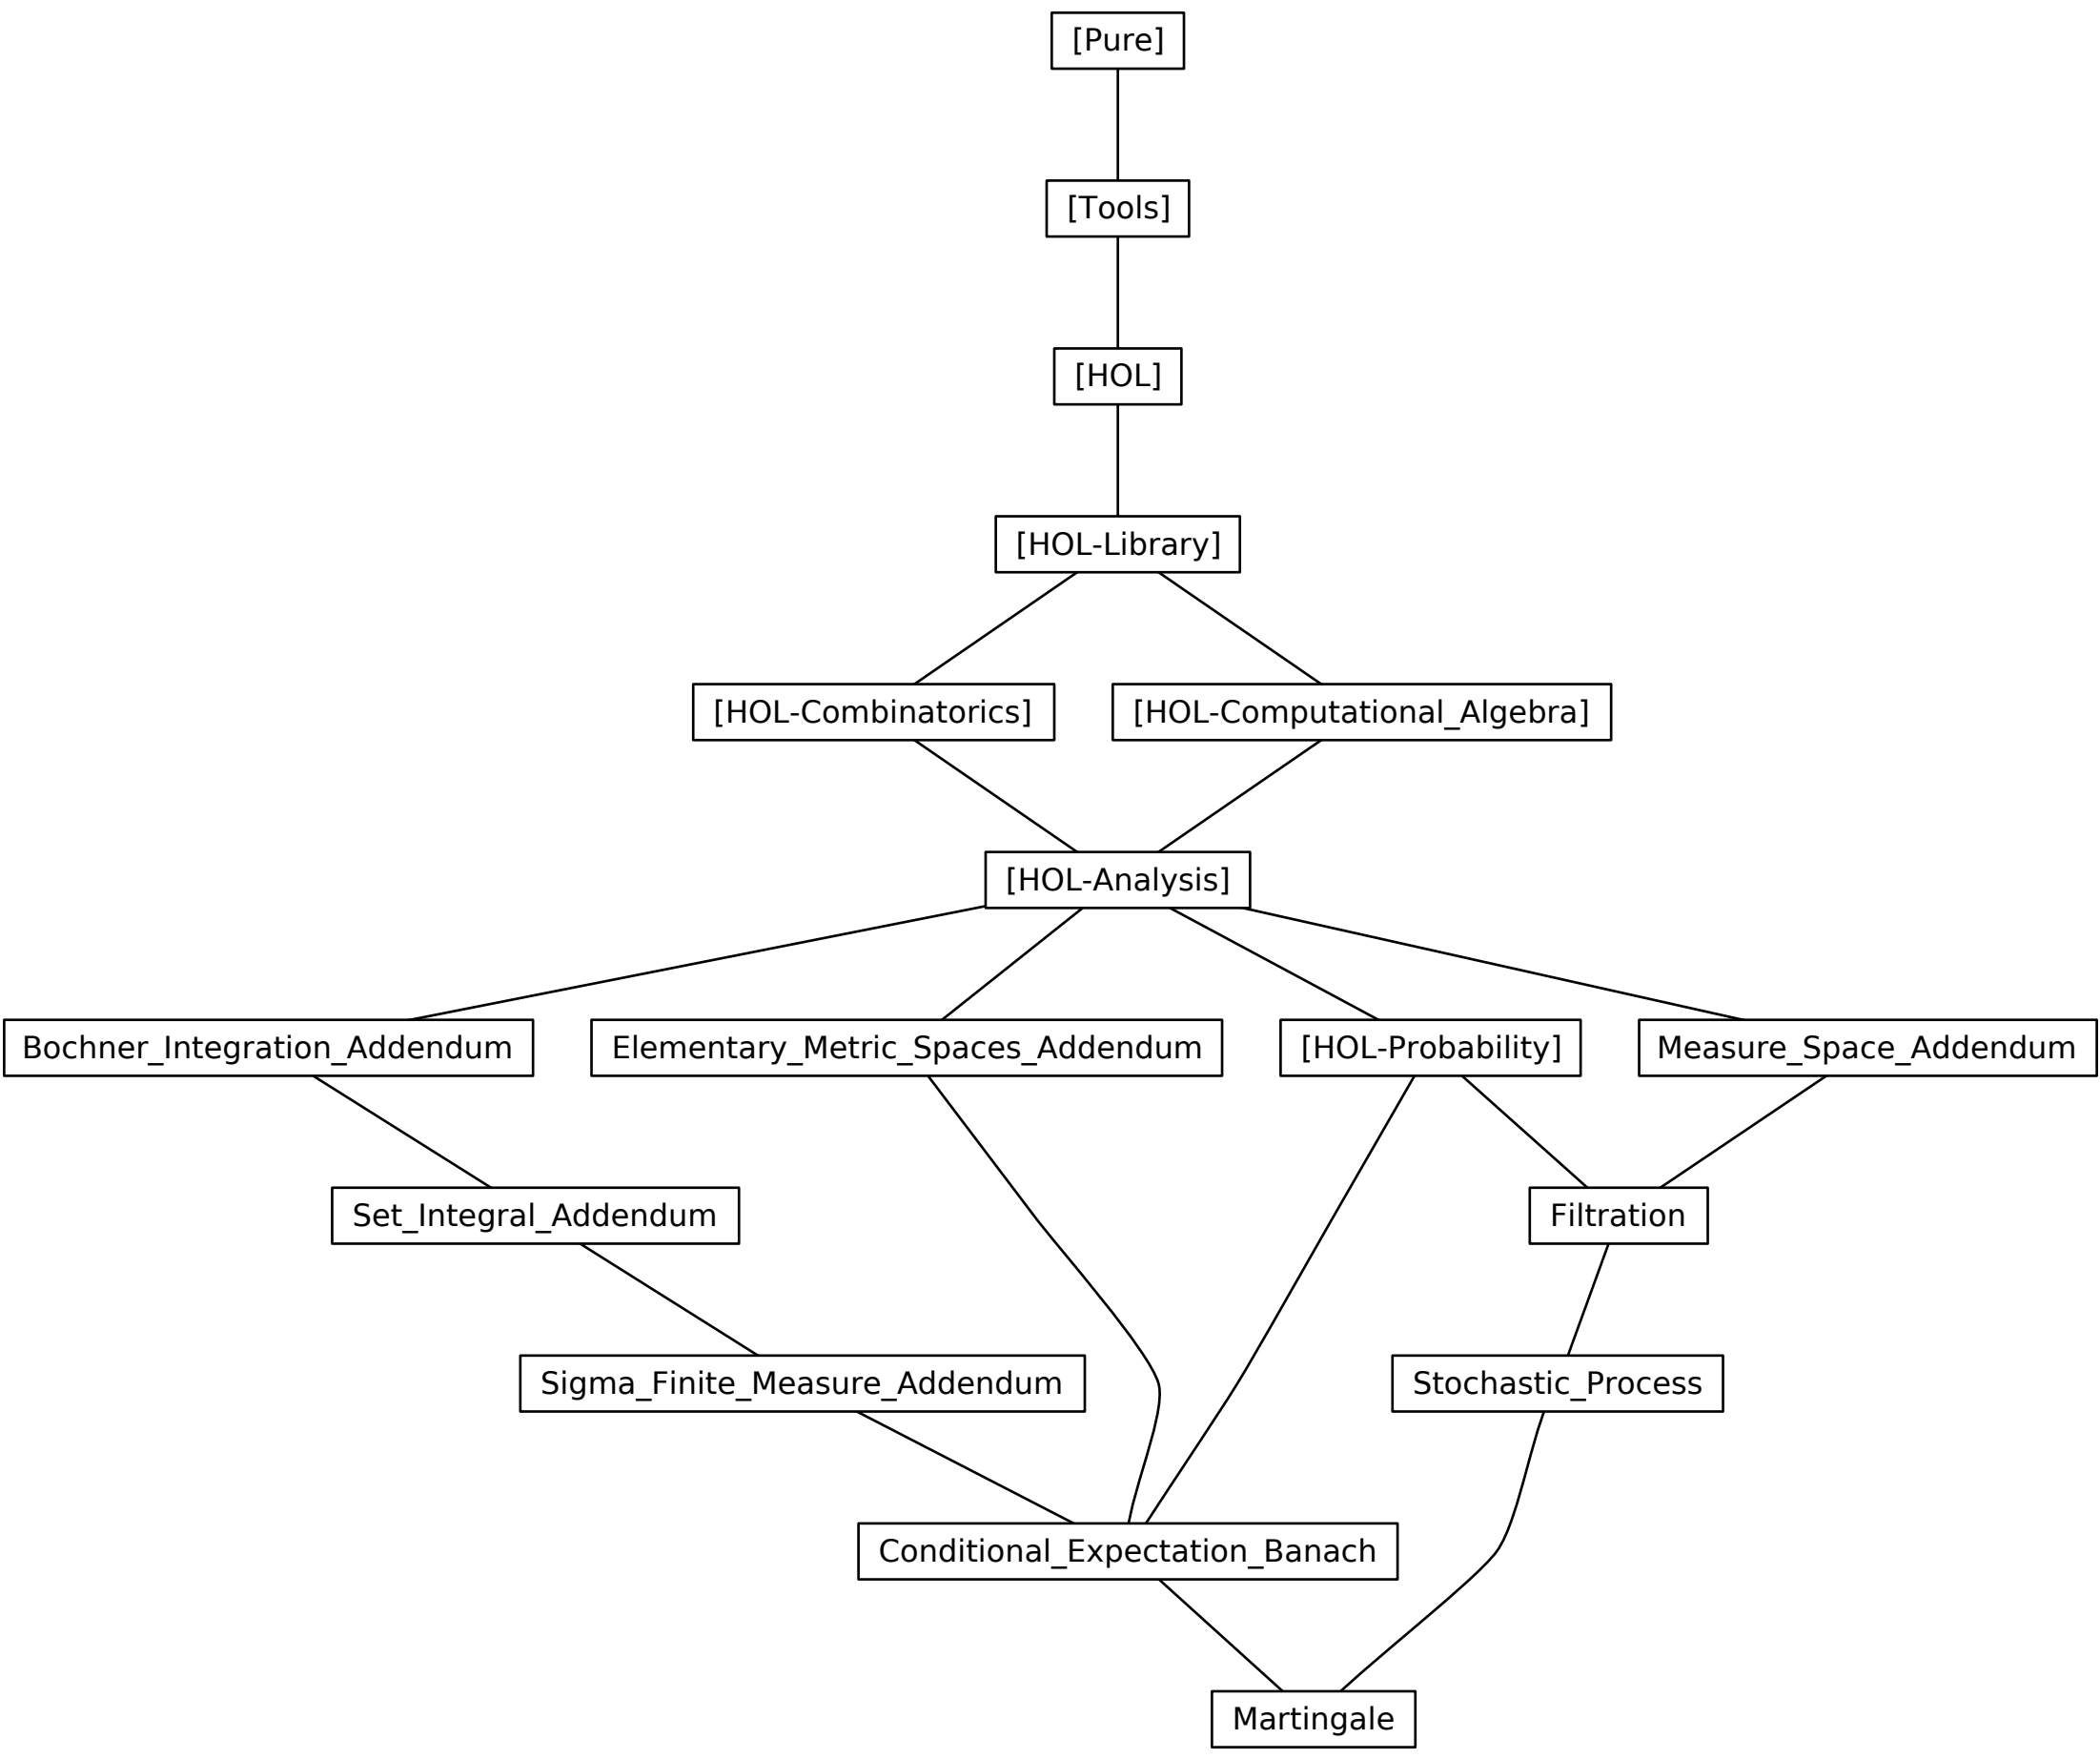 [Pure]
[Tools]
[HOL]
[HOL-Library]
[HOL-Combinatorics]
[HOL-Computational_Algebra]
[HOL-Analysis]
Bochner_Integration_Addendum
Elementary_Metric_Spaces_Addendum
[HOL-Probability]
Measure_Space_Addendum
Set_Integral_Addendum
Filtration
Sigma_Finite_Measure_Addendum
Stochastic_Process
Conditional_Expectation_Banach
Martingale